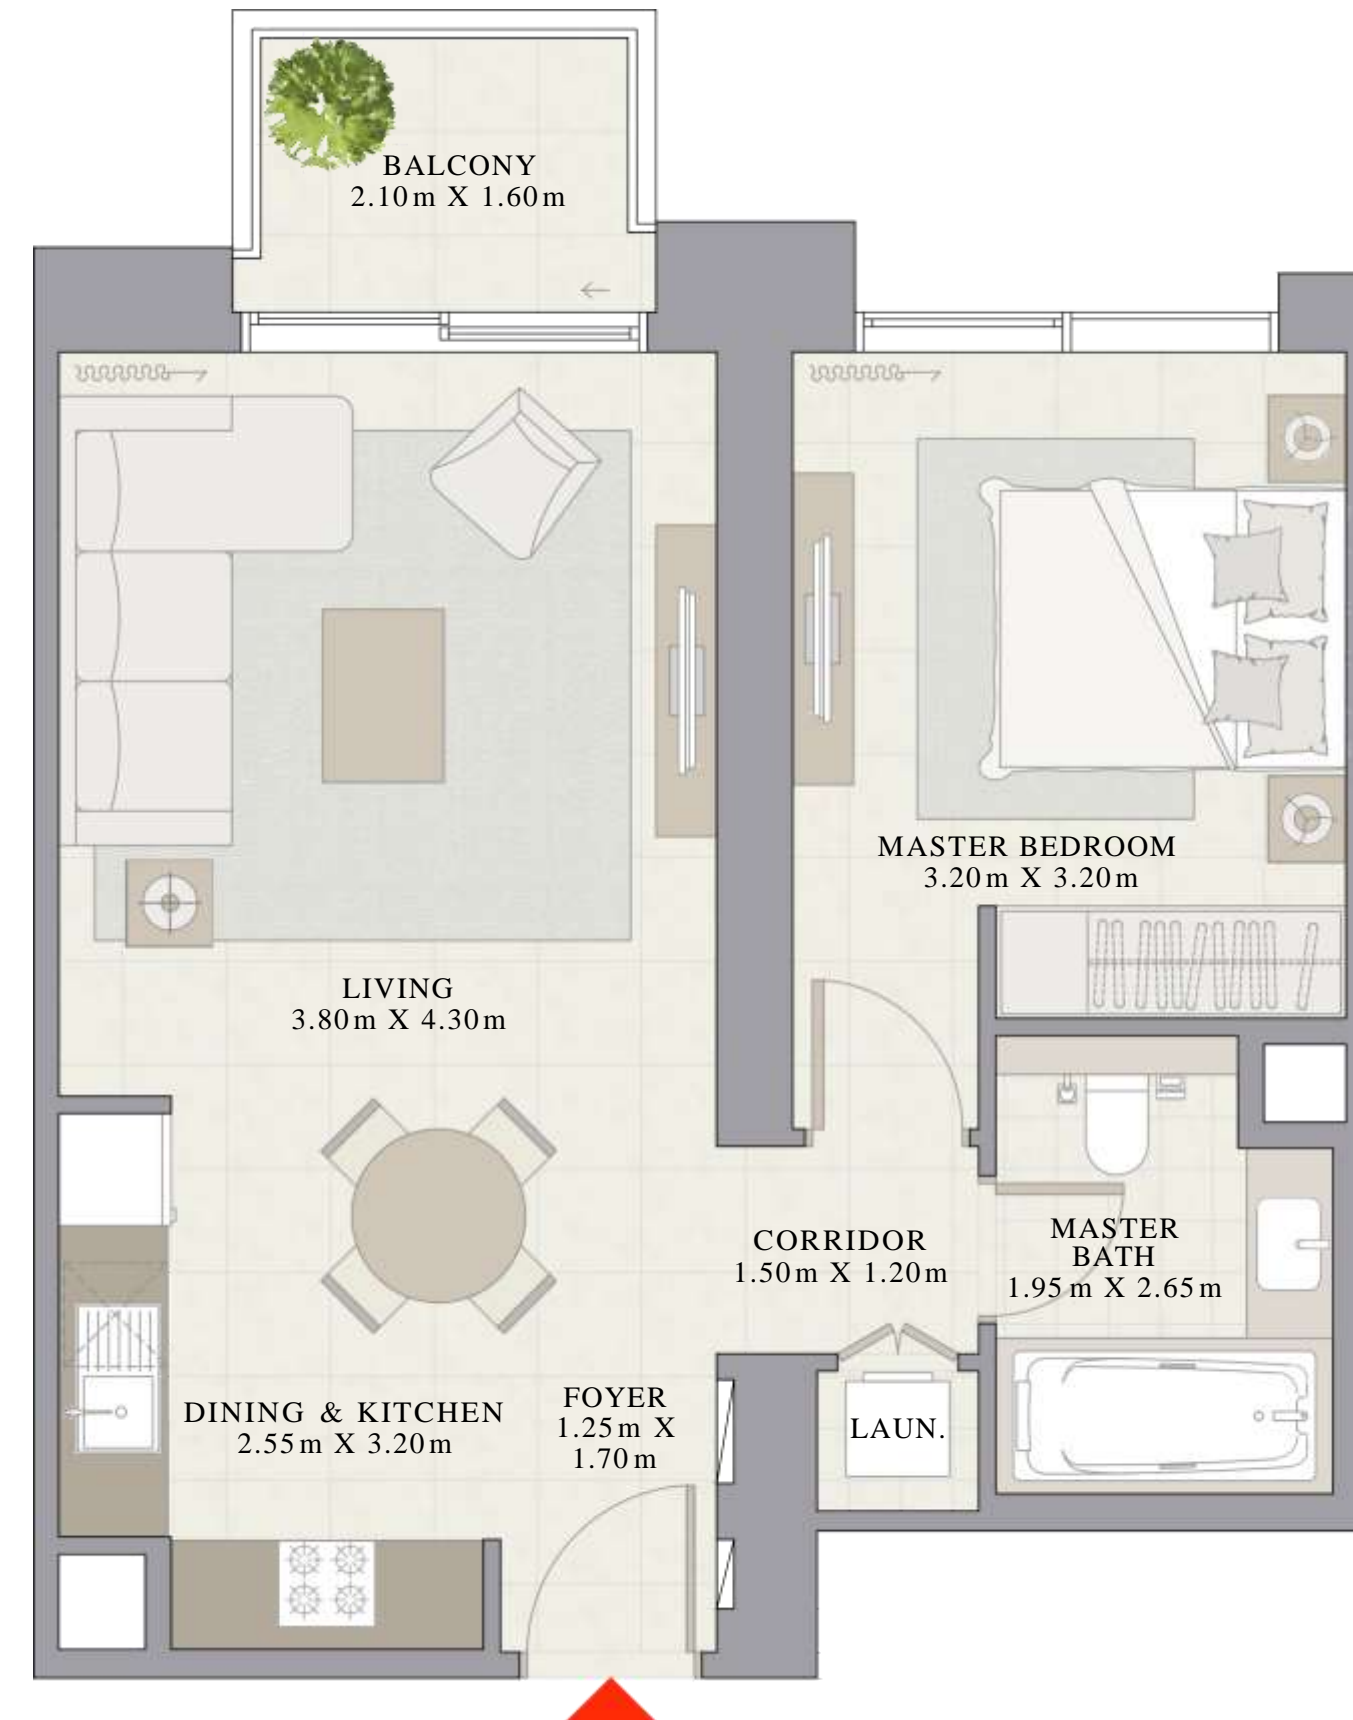 BALCONY
2.10m X 1.60m
MASTER BEDROOM
3.20m X 3.20m
LIVING
3.80m X 4.30m
CORRIDOR
1.50m X 1.20m
MASTER
BATH
1.95m X 2.65m
DINING & KITCHEN
2.55m X 3.20m
FOYER
1.25m X
1.70m
LAUN.